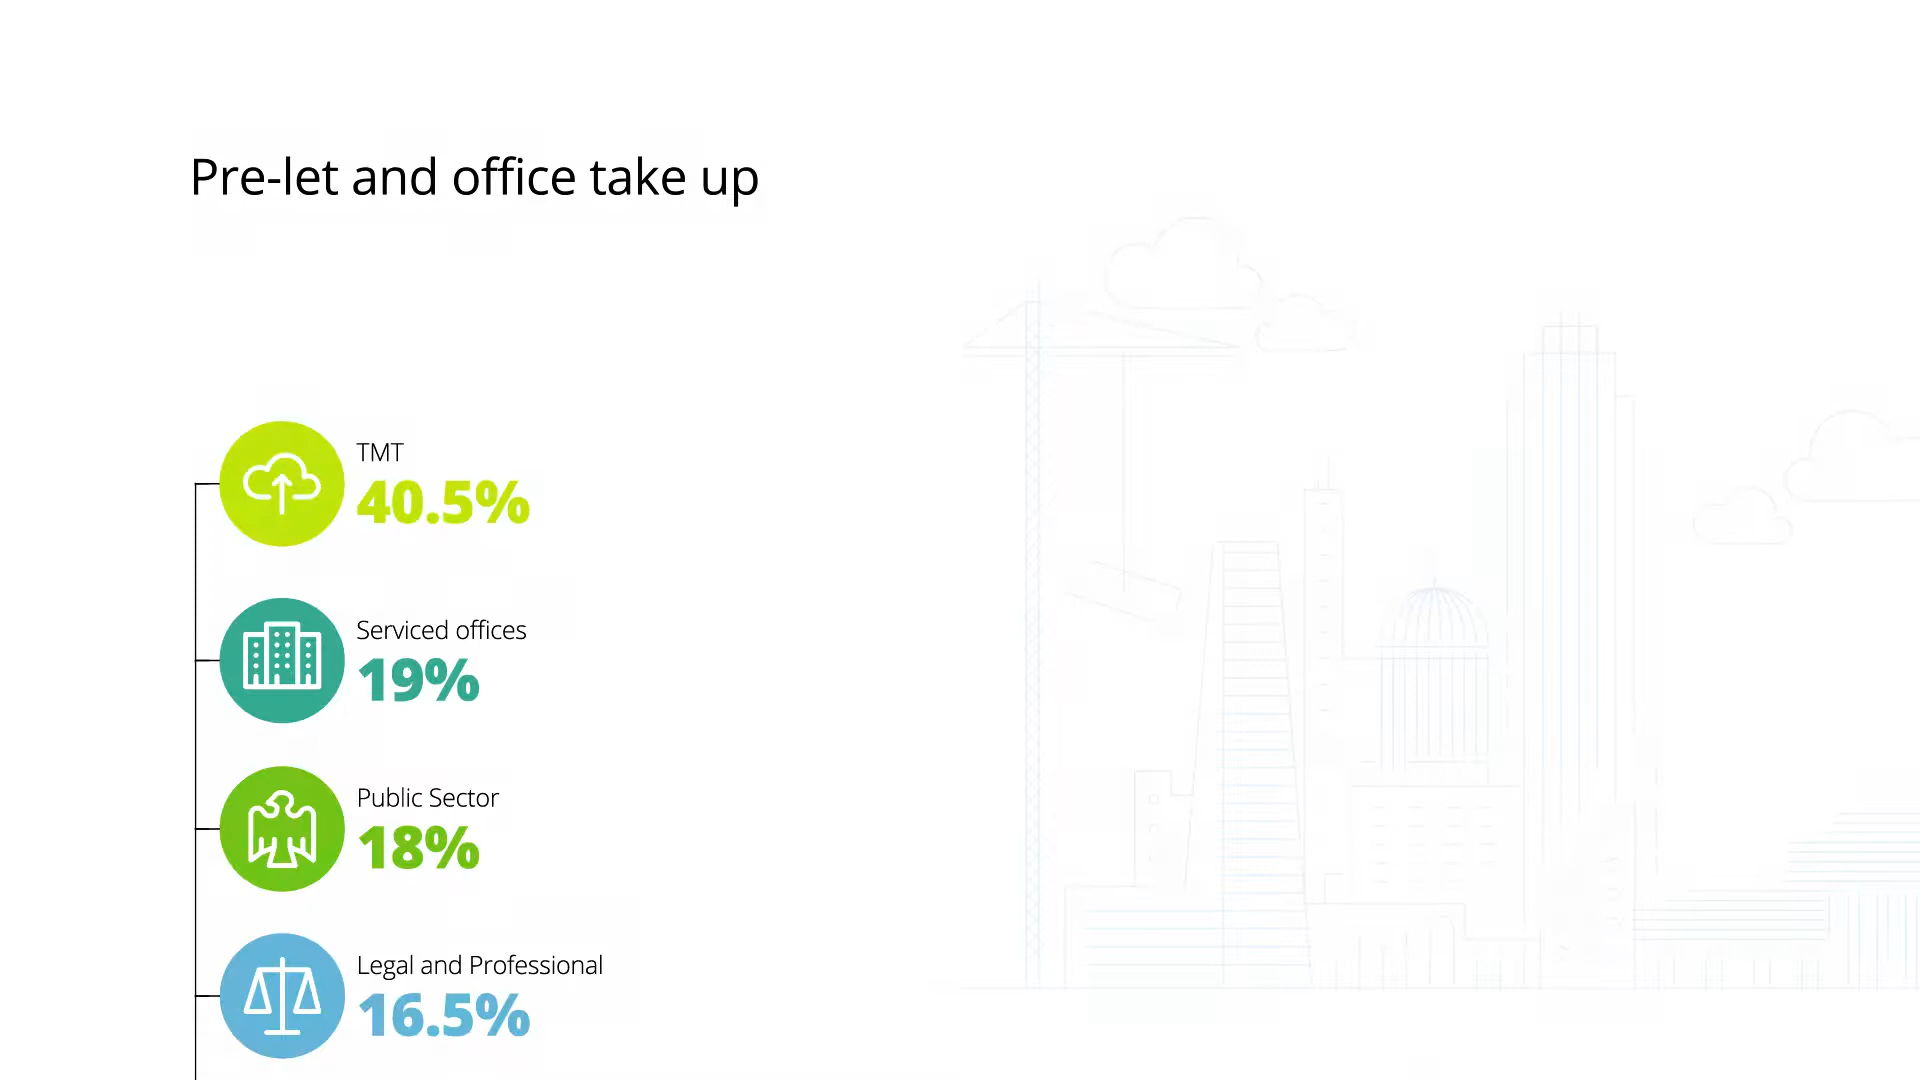 Pre-let and office take up
TMT
40.5%
Serviced offices
19%
Public Sector
18%
Legal and Professional
16.5%